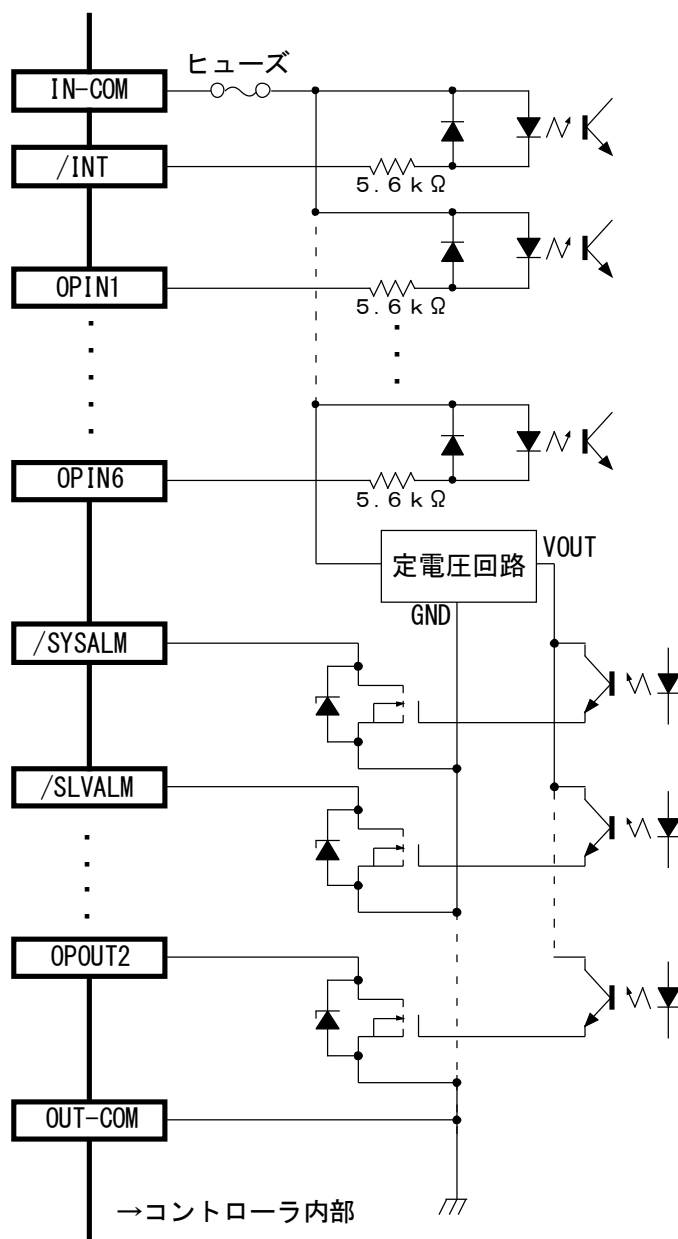 ヒューズ
IN-COM
/INT
5.6kΩ
OPIN1
5.6kΩ
OPIN6
5.6kΩ
定電圧回路
VOUT
GND
/SYSALM
/SLVALM
OPOUT2
OUT-COM
→コントローラ内部